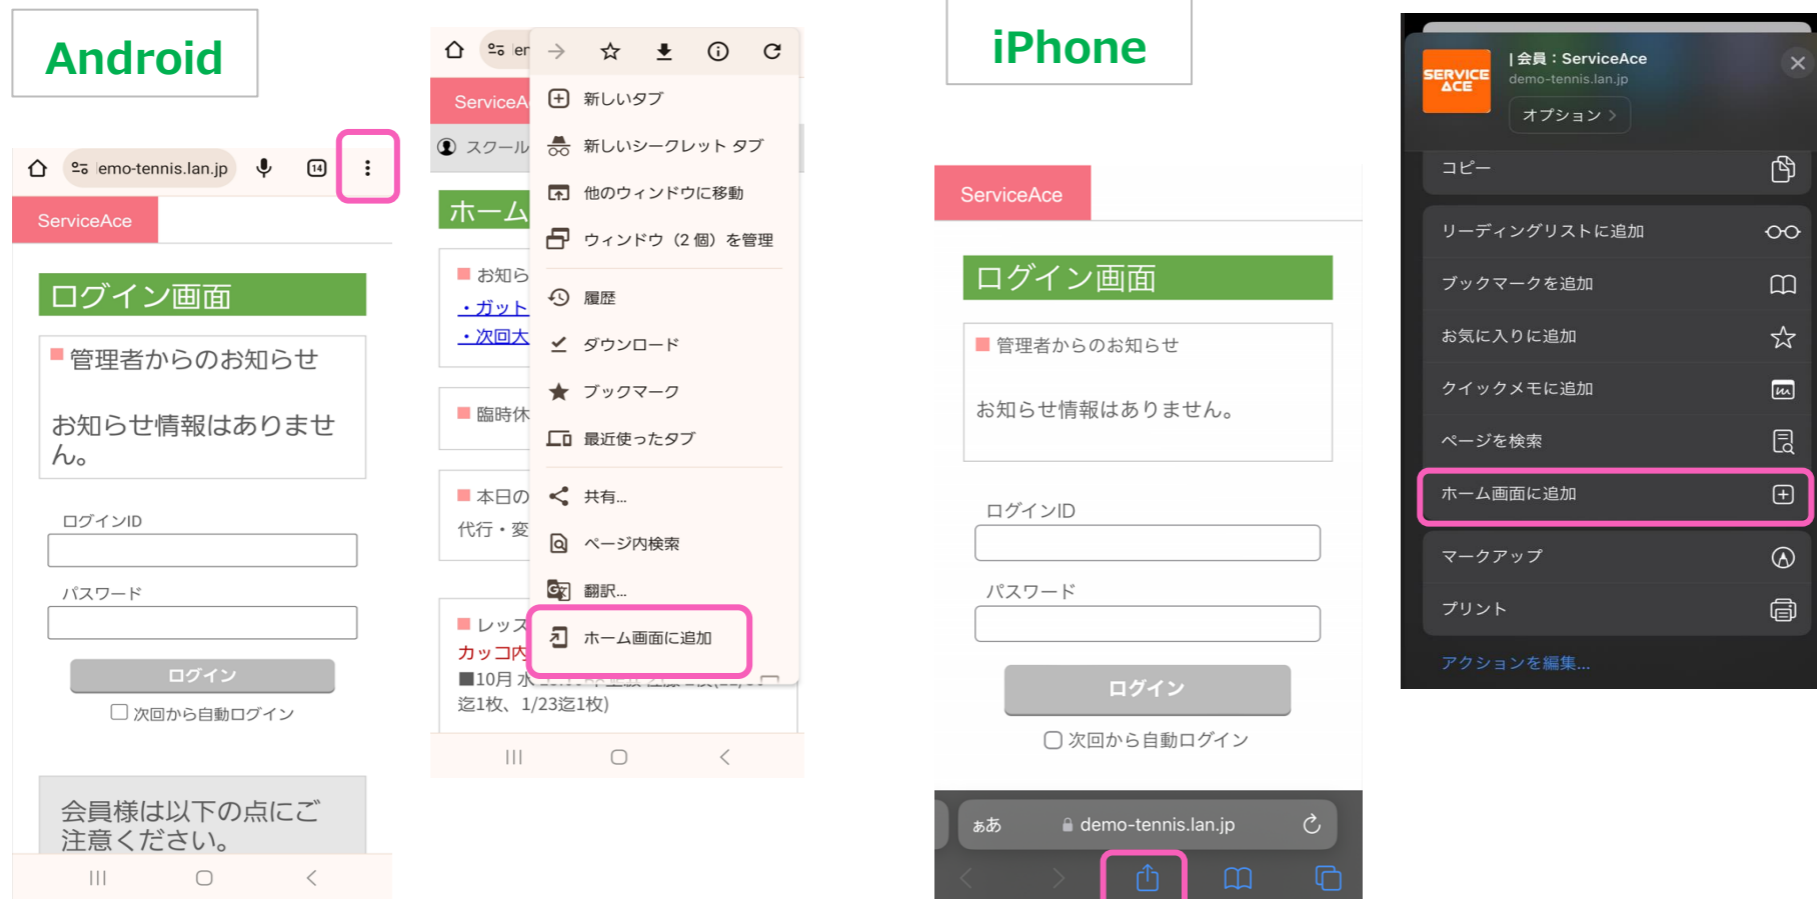 Android
emo-tennis.lan.jp
14
ServiceAce
ログイン画面
管理者からのお知らせ
お知らせ情報はありませ
ん。
ログインID
パスワード
ログイン
次回から自動ログイン
会員様は以下の点にご
注意ください。
er
ServiceA
スクール
ホーム
お知ら
・ガット
・次回大
臨時休
本日の
代行・変
レッス
カッコ内
■10月 水
迄1枚、1/23迄1枚)
新しいタブ
新しいシークレット タブ
他のウィンドウに移動
ウィンドウ（2 個）を管理
履歴
ダウンロード
ブックマーク
最近使ったタブ
共有...
ページ内検索
翻訳...
ホーム画面に追加
iPhone
ServiceAce
ログイン画面
管理者からのお知らせ
お知らせ情報はありません。
ログインID
パスワード
ログイン
次回から自動ログイン
ぁあ
demo-tennis.lan.jp
SERVICE
ACE
| 会員：ServiceAce
demo-tennis.lan.jp
オプション
コピー
リーディングリストに追加
ブックマークを追加
お気に入りに追加
クイックメモに追加
ページを検索
ホーム画面に追加
マークアップ
プリント
アクションを編集...